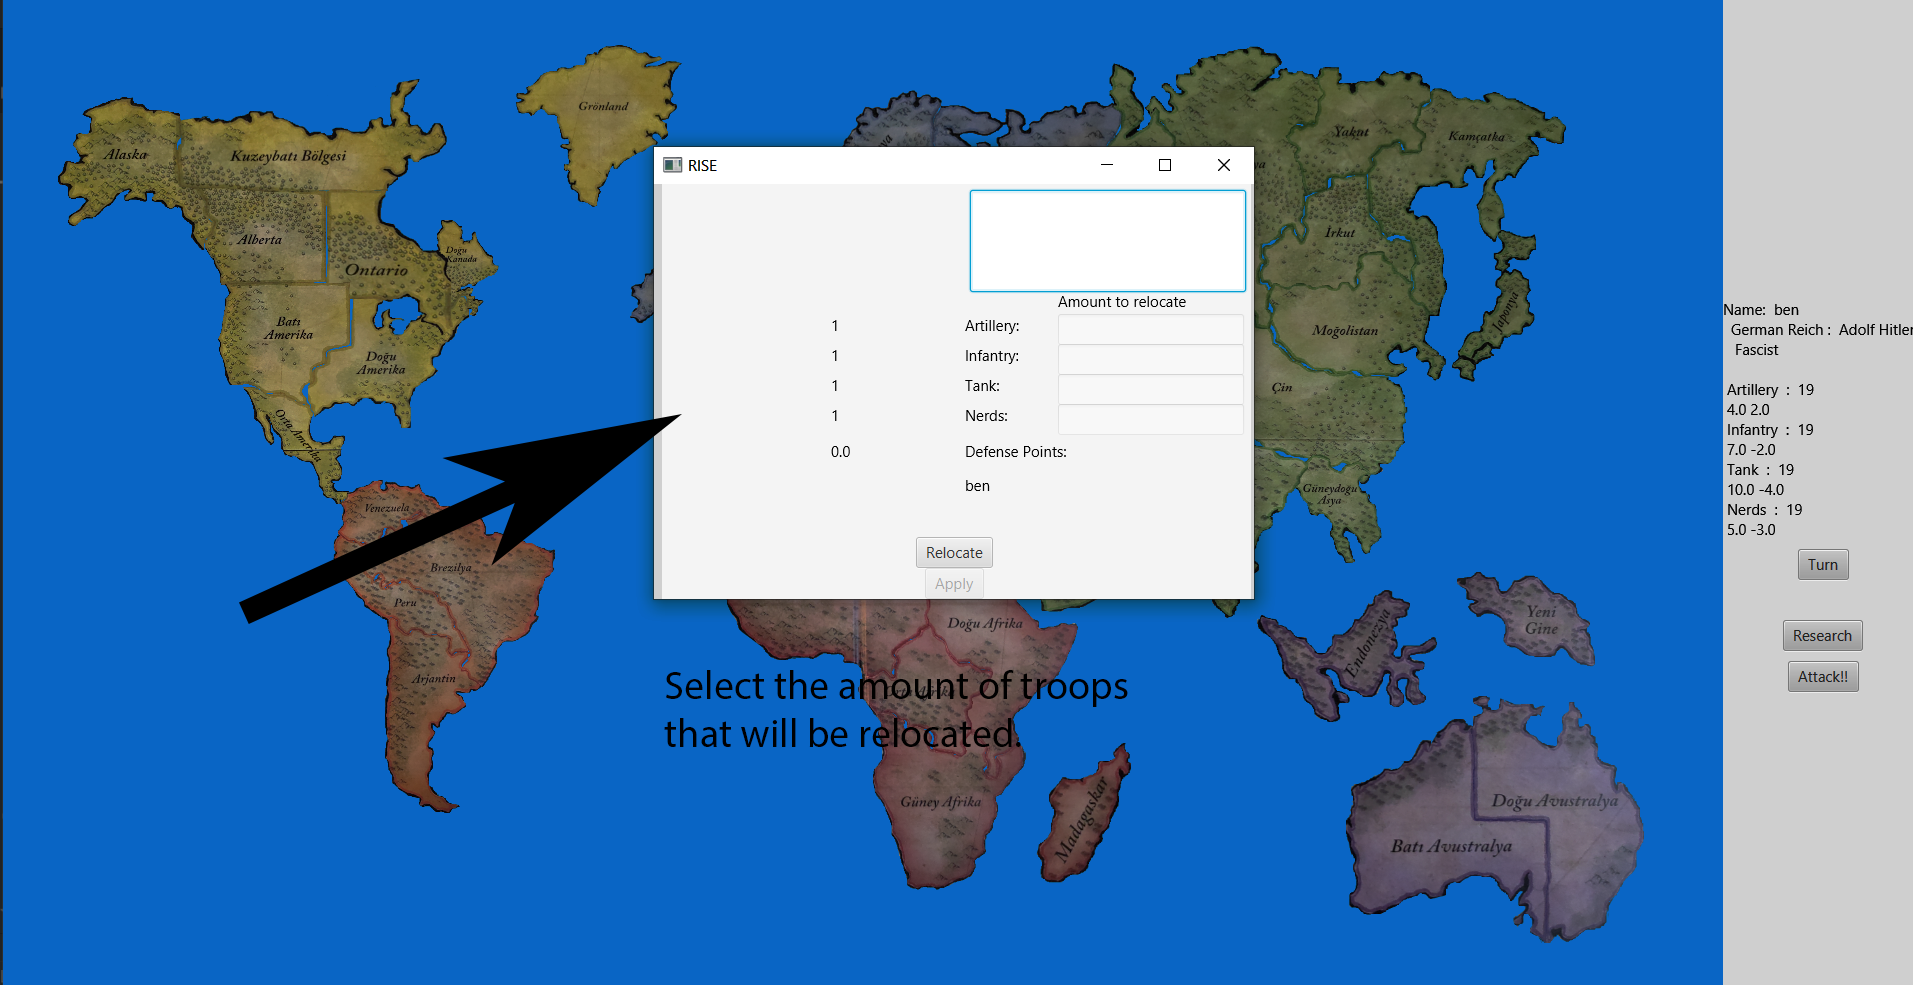 Grönland
Alaska
Kuzeybatı Bölgesi
Alberta
Ontario
Doğu
Kanada
Batı
Amerika
Doğu
Amerika
Orta Amerika
Venezuela
Brezilya
Peru
Arjantin
Yakut
Kamçatka
İrkut
Moğolistan
Japonya
Çin
Güneydoğu
Asya
Endonezya
Yeni
Gine
Doğu Avustralya
Batı Avustralya
Doğu Afrika
Orta Afrika
Güney Afrika
Madagaskar
RISE
Amount to relocate
1 Artillery:
1 Infantry:
1 Tank:
1 Nerds:
0.0 Defense Points:
ben
Relocate
Apply
Select the amount of troops
that will be relocated.
Name: ben
German Reich : Adolf Hitler
Fascist
Artillery : 19
4.0 2.0
Infantry : 19
7.0 -2.0
Tank : 19
10.0 -4.0
Nerds : 19
5.0 -3.0
Turn
Research
Attack!!